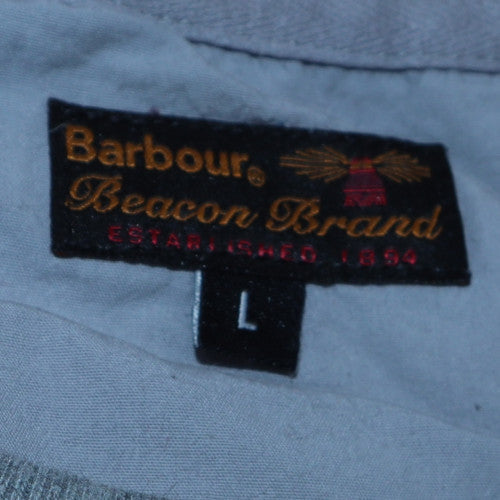 Barbour®
Beacon Brand
ESTABLISHED 1894
L